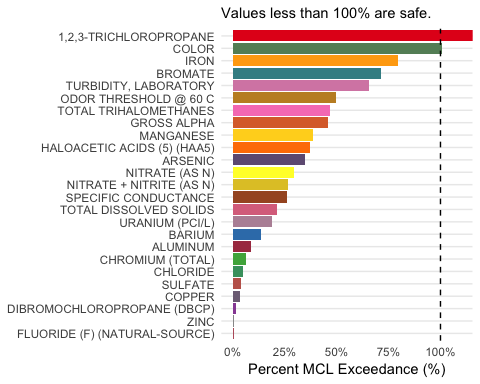 Values less than 100% are safe.
1,2,3-TRICHLOROPROPANE
COLOR
IRON
BROMATE
TURBIDITY, LABORATORY
ODOR THRESHOLD @ 60 C
TOTAL TRIHALOMETHANES
GROSS ALPHA
MANGANESE
HALOACETIC ACIDS (5) (HAA5)
ARSENIC
NITRATE (AS N)
NITRATE + NITRITE (AS N)
SPECIFIC CONDUCTANCE
TOTAL DISSOLVED SOLIDS
URANIUM (PCI/L)
BARIUM
ALUMINUM
CHROMIUM (TOTAL)
CHLORIDE
SULFATE
COPPER
DIBROMOCHLOROPROPANE (DBCP)
ZINC
FLUORIDE (F) (NATURAL-SOURCE)
0% 25% 50% 75% 100%
Percent MCL Exceedance (%)